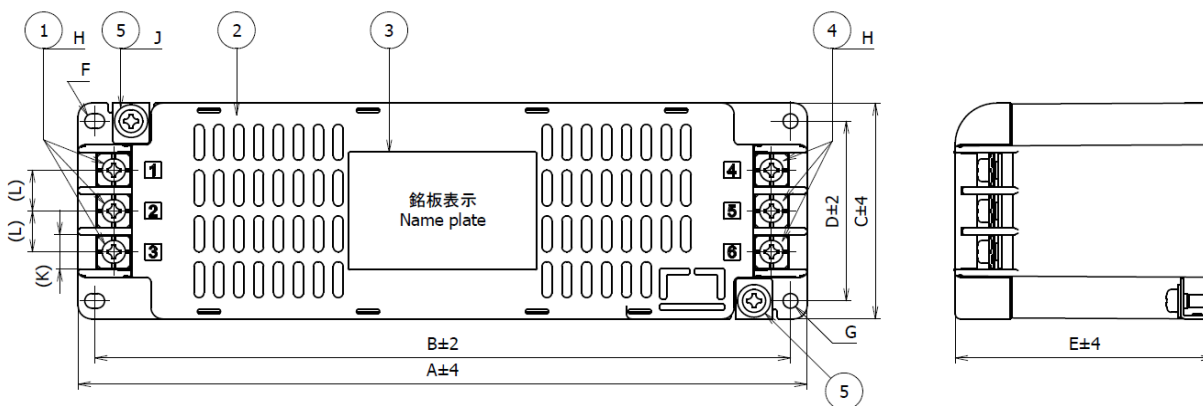 1 H 5 J 2 3 4 H
F
1
2
3
4
5
6
(L)
(L)
(K)
銘板表示
Name plate
D±2
C±4
G
B±2
A±4
5
E±4